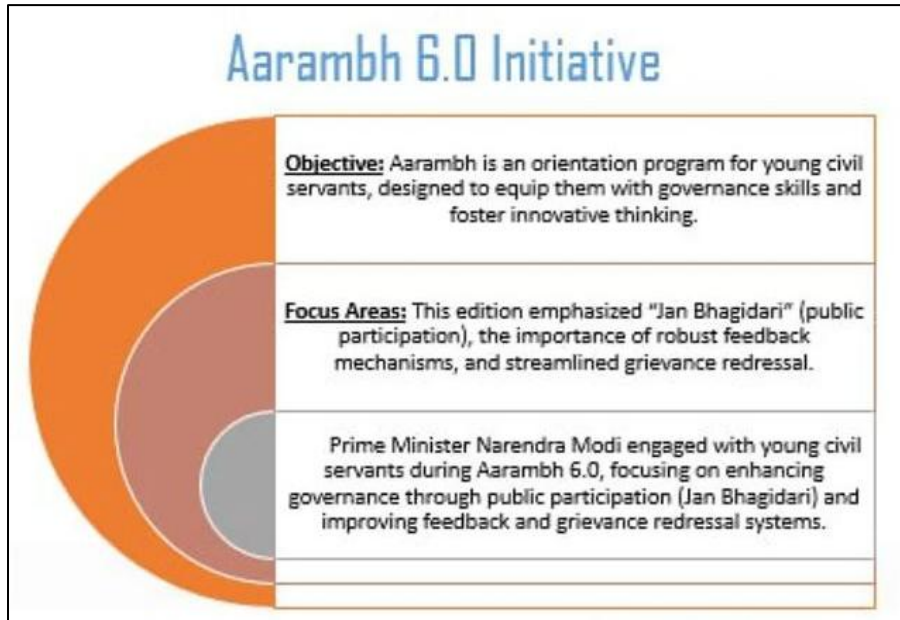 Aarambh 6.0 Initiative
Objective: Aarambh is an orientation program for young civil
servants, designed to equip them with governance skills and
foster innovative thinking.
Focus Areas: This edition emphasized “Jan Bhagidari” (public
participation), the importance of robust feedback
mechanisms, and streamlined grievance redressal.
Prime Minister Narendra Modi engaged with young civil
servants during Aarambh 6.0, focusing on enhancing
governance through public participation (Jan Bhagidari) and
improving feedback and grievance redressal systems.